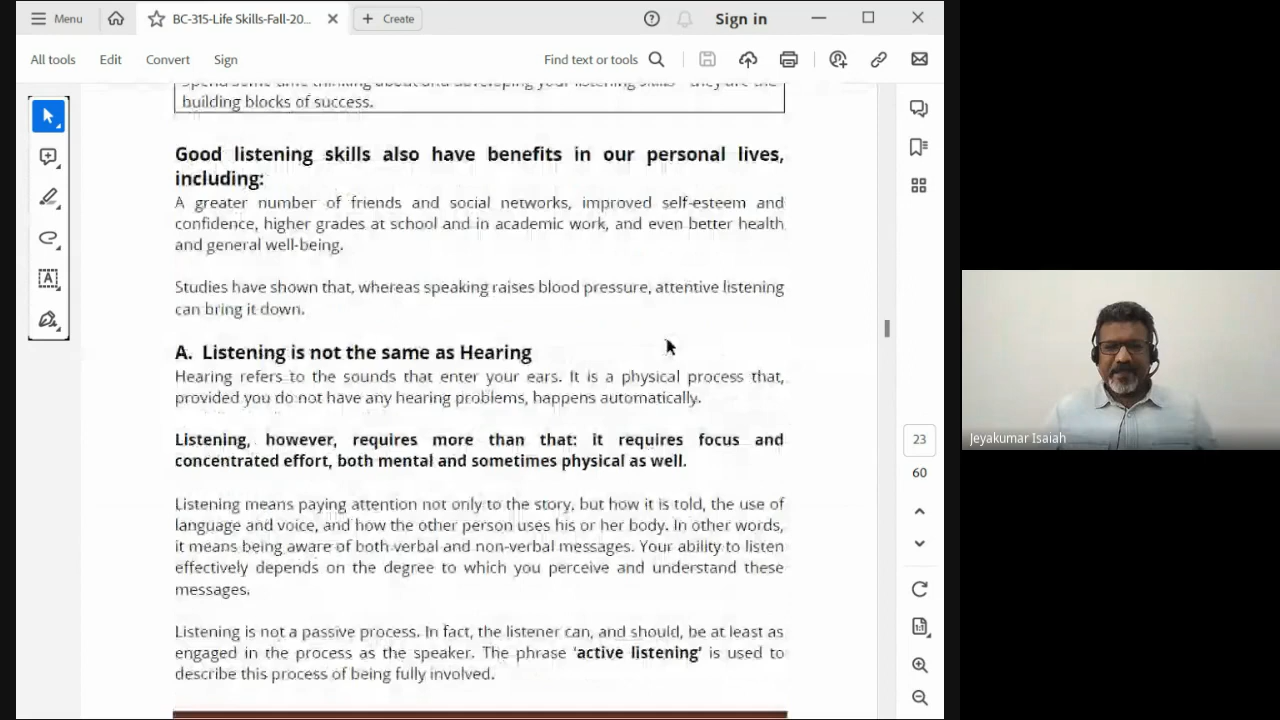 Menu
BC-315-Life Skills-Fall-20...
Create
Sign in
All tools
Edit
Convert
Sign
Find text or tools
building blocks of success.
Good listening skills also have benefits in our personal lives,
including:
A greater number of friends and social networks, improved self-esteem and
confidence, higher grades at school and in academic work, and even better health
and general well-being.
Studies have shown that, whereas speaking raises blood pressure, attentive listening
can bring it down.
A. Listening is not the same as Hearing
Hearing refers to the sounds that enter your ears. It is a physical process that,
provided you do not have any hearing problems, happens automatically.
Listening, however, requires more than that: it requires focus and
concentrated effort, both mental and sometimes physical as well.
Listening means paying attention not only to the story, but how it is told, the use of
language and voice, and how the other person uses his or her body. In other words,
it means being aware of both verbal and non-verbal messages. Your ability to listen
effectively depends on the degree to which you perceive and understand these
messages.
Listening is not a passive process. In fact, the listener can, and should, be at least as
engaged in the process as the speaker. The phrase 'active listening' is used to
describe this process of being fully involved.
23
60
Jeyakumar Isaiah